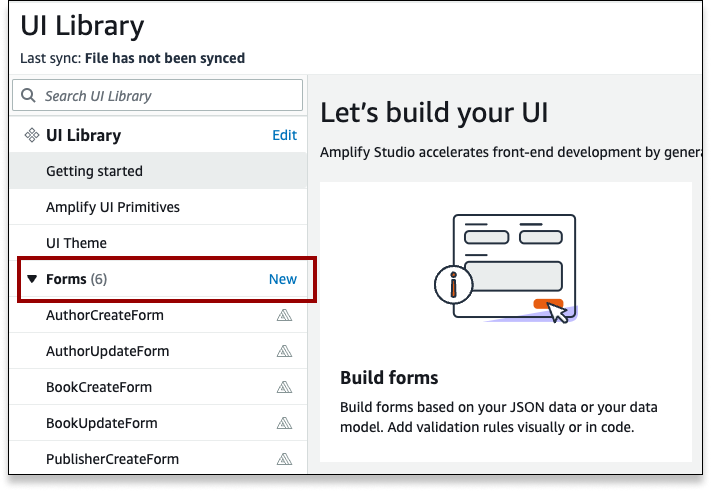 UI Library
Last sync: File has not been synced
Search UI Library
UI Library Edit
Getting started
Amplify UI Primitives
UI Theme
Forms (6) New
AuthorCreateForm
AuthorUpdateForm
BookCreateForm
BookUpdateForm
PublisherCreateForm
Let's build your UI
Amplify Studio accelerates front-end development by genera
Build forms
Build forms based on your JSON data or your data
model. Add validation rules visually or in code.